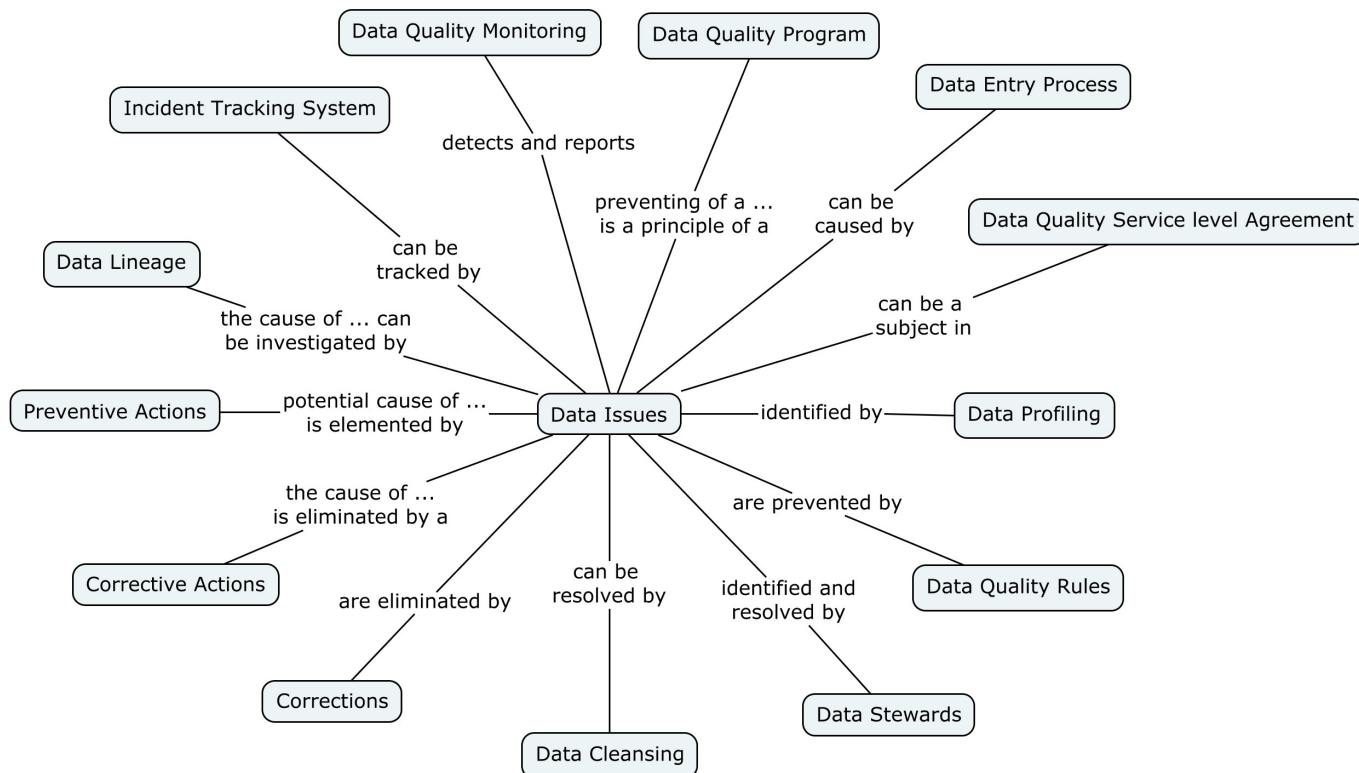 Data Quality Monitoring
Data Quality Program
Data Entry Process
Incident Tracking System
detects and reports
preventing of a ...
is a principle of a
can be
caused by
Data Quality Service level Agreement
can be
tracked by
Data Lineage
the cause of ... can
be investigated by
can be a
subject in
Preventive Actions
potential cause of ...
is elemented by
Data Issues
identified by
Data Profiling
the cause of ...
is eliminated by a
are prevented by
Corrective Actions
are eliminated by
can be
resolved by
identified and
resolved by
Data Quality Rules
Corrections
Data Stewards
Data Cleansing